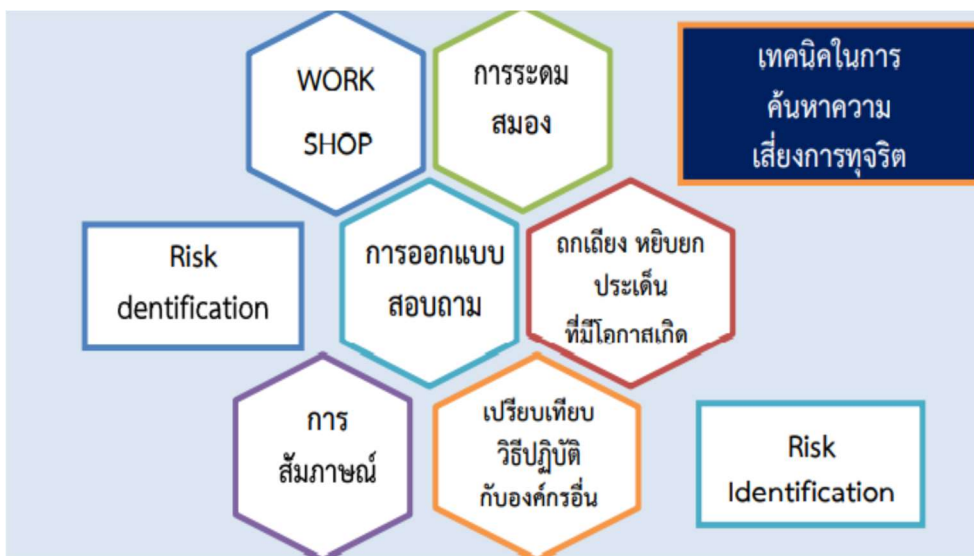 WORK
SHOP
การระดม
สมอง
เทคนิคในการ
ค้นหาความ
เสี่ยงการทุจริต
Risk
dentification
การออกแบบ
สอบถาม
ถกเถียง หยิบยก
ประเด็น
ที่มีโอกาสเกิด
การ
สัมภาษณ์
เปรียบเทียบ
วิธีปฏิบัติ
กับองค์กรอื่น
Risk
Identification